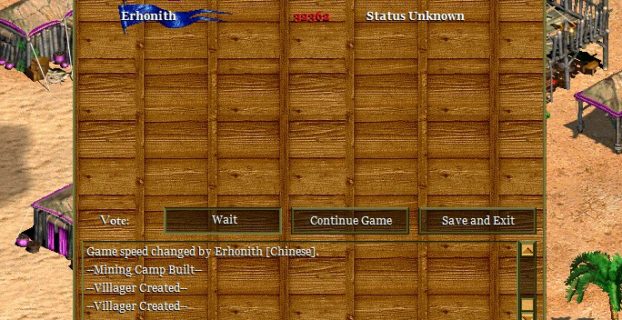 Erhonith 32362 Status Unknown
Vote: Wait Continue Game Save and Exit
Game speed changed by Erhonith [Chinese].
--Mining Camp Built--
--Villager Created--
--Villager Created--